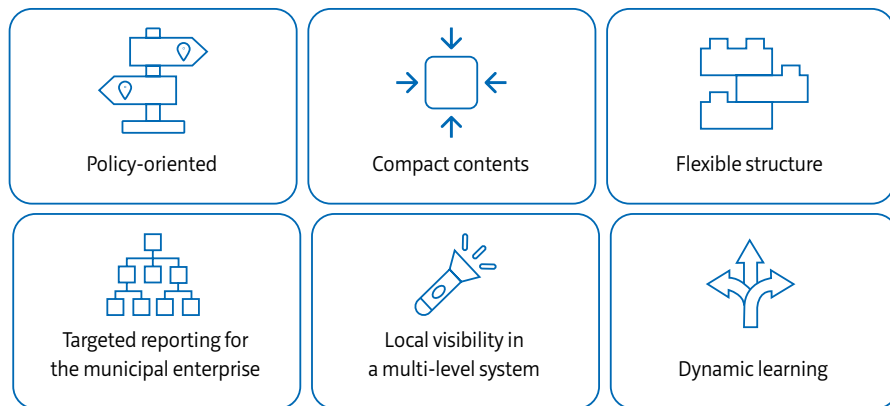 Policy-oriented
Compact contents
Flexible structure
Targeted reporting for
the municipal enterprise
Local visibility in
a multi-level system
Dynamic learning